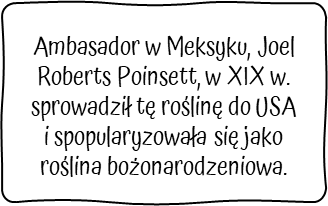 Ambasador w Meksyku, Joel
Roberts Poinsett, w XIX w.
sprowadził tę roślinę do USA
i spopularyzowała się jako
roślina bożonarodzeniowa.